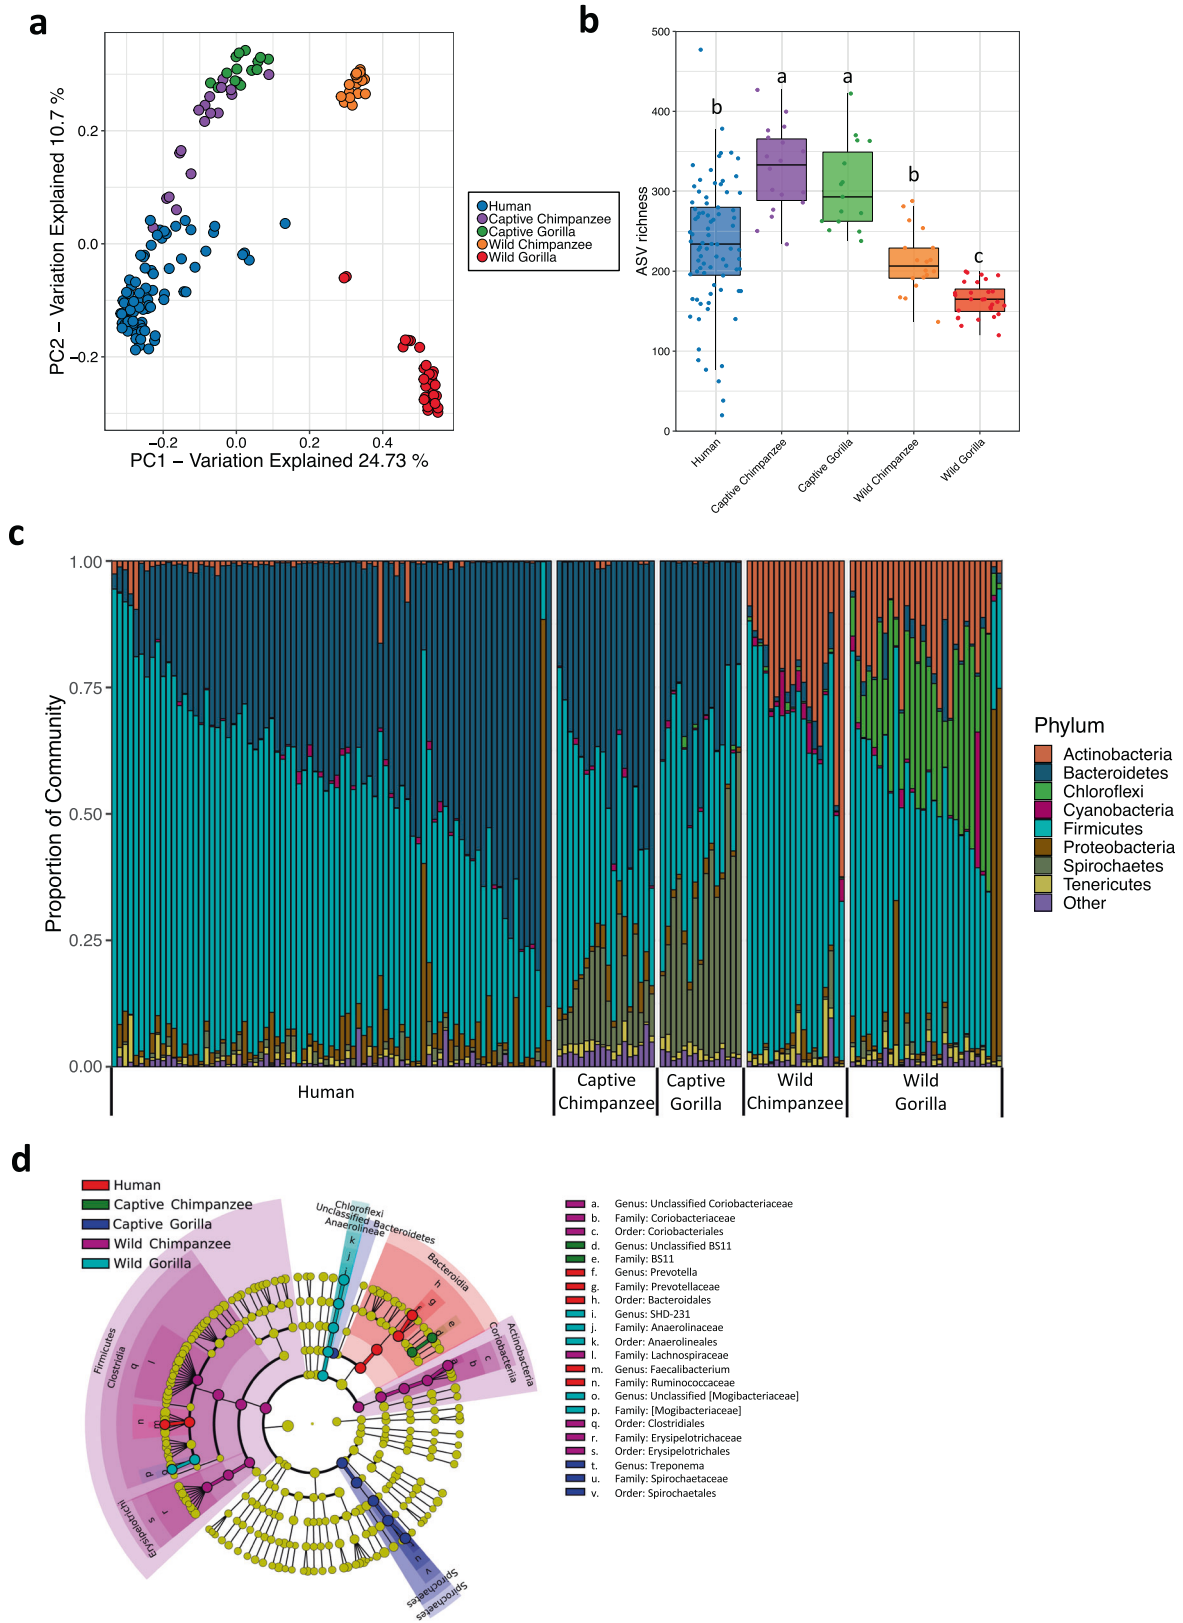 a
PC2 – Variation Explained 10.7 %
0.2
0.0
−0.2
−0.2
0.0
0.2
0.4
PC1 – Variation Explained 24.73 %
Human
Captive Chimpanzee
Captive Gorilla
Wild Chimpanzee
Wild Gorilla
b
ASV richness
500
400
300
200
100
0
b
a
a
b
c
Human
Captive Chimpanzee
Captive Gorilla
Wild Chimpanzee
Wild Gorilla
c
Proportion of Community
1.00
0.75
0.50
0.25
0.00
Human
Captive
Chimpanzee
Captive
Gorilla
Wild
Chimpanzee
Wild
Gorilla
Phylum
Actinobacteria
Bacteroidetes
Chloroflexi
Cyanobacteria
Firmicutes
Proteobacteria
Spirochaetes
Tenericutes
Other
d
Human
Captive Chimpanzee
Captive Gorilla
Wild Chimpanzee
Wild Gorilla
Chloroflexi
Unclassified Bacteroidetes
Anaerolineae
k
j
Bacteroidia
h
g
e
d
Actinobacteria
Coriobacteriia
c
b
a
Firmicutes
Clostridia
l
q
n
m
p
o
r
s
Erysipelotrichi
u
v
Spirochaetes
Spirochaetes
a. Genus: Unclassified Coriobacteriaceae
b. Family: Coriobacteriaceae
c. Order: Coriobacteriales
d. Genus: Unclassified BS11
e. Family: BS11
f. Genus: Prevotella
g. Family: Prevotellaceae
h. Order: Bacteroidales
i. Genus: SHD-231
j. Family: Anaerolinaceae
k. Order: Anaerolineales
l. Family: Lachnospiraceae
m. Genus: Faecalibacterium
n. Family: Ruminococcaceae
o. Genus: Unclassified [Mogibacteriaceae]
p. Family: [Mogibacteriaceae]
q. Order: Clostridiales
r. Family: Erysipelotrichaceae
s. Order: Erysipelotrichales
t. Genus: Treponema
u. Family: Spirochaetaceae
v. Order: Spirochaetales